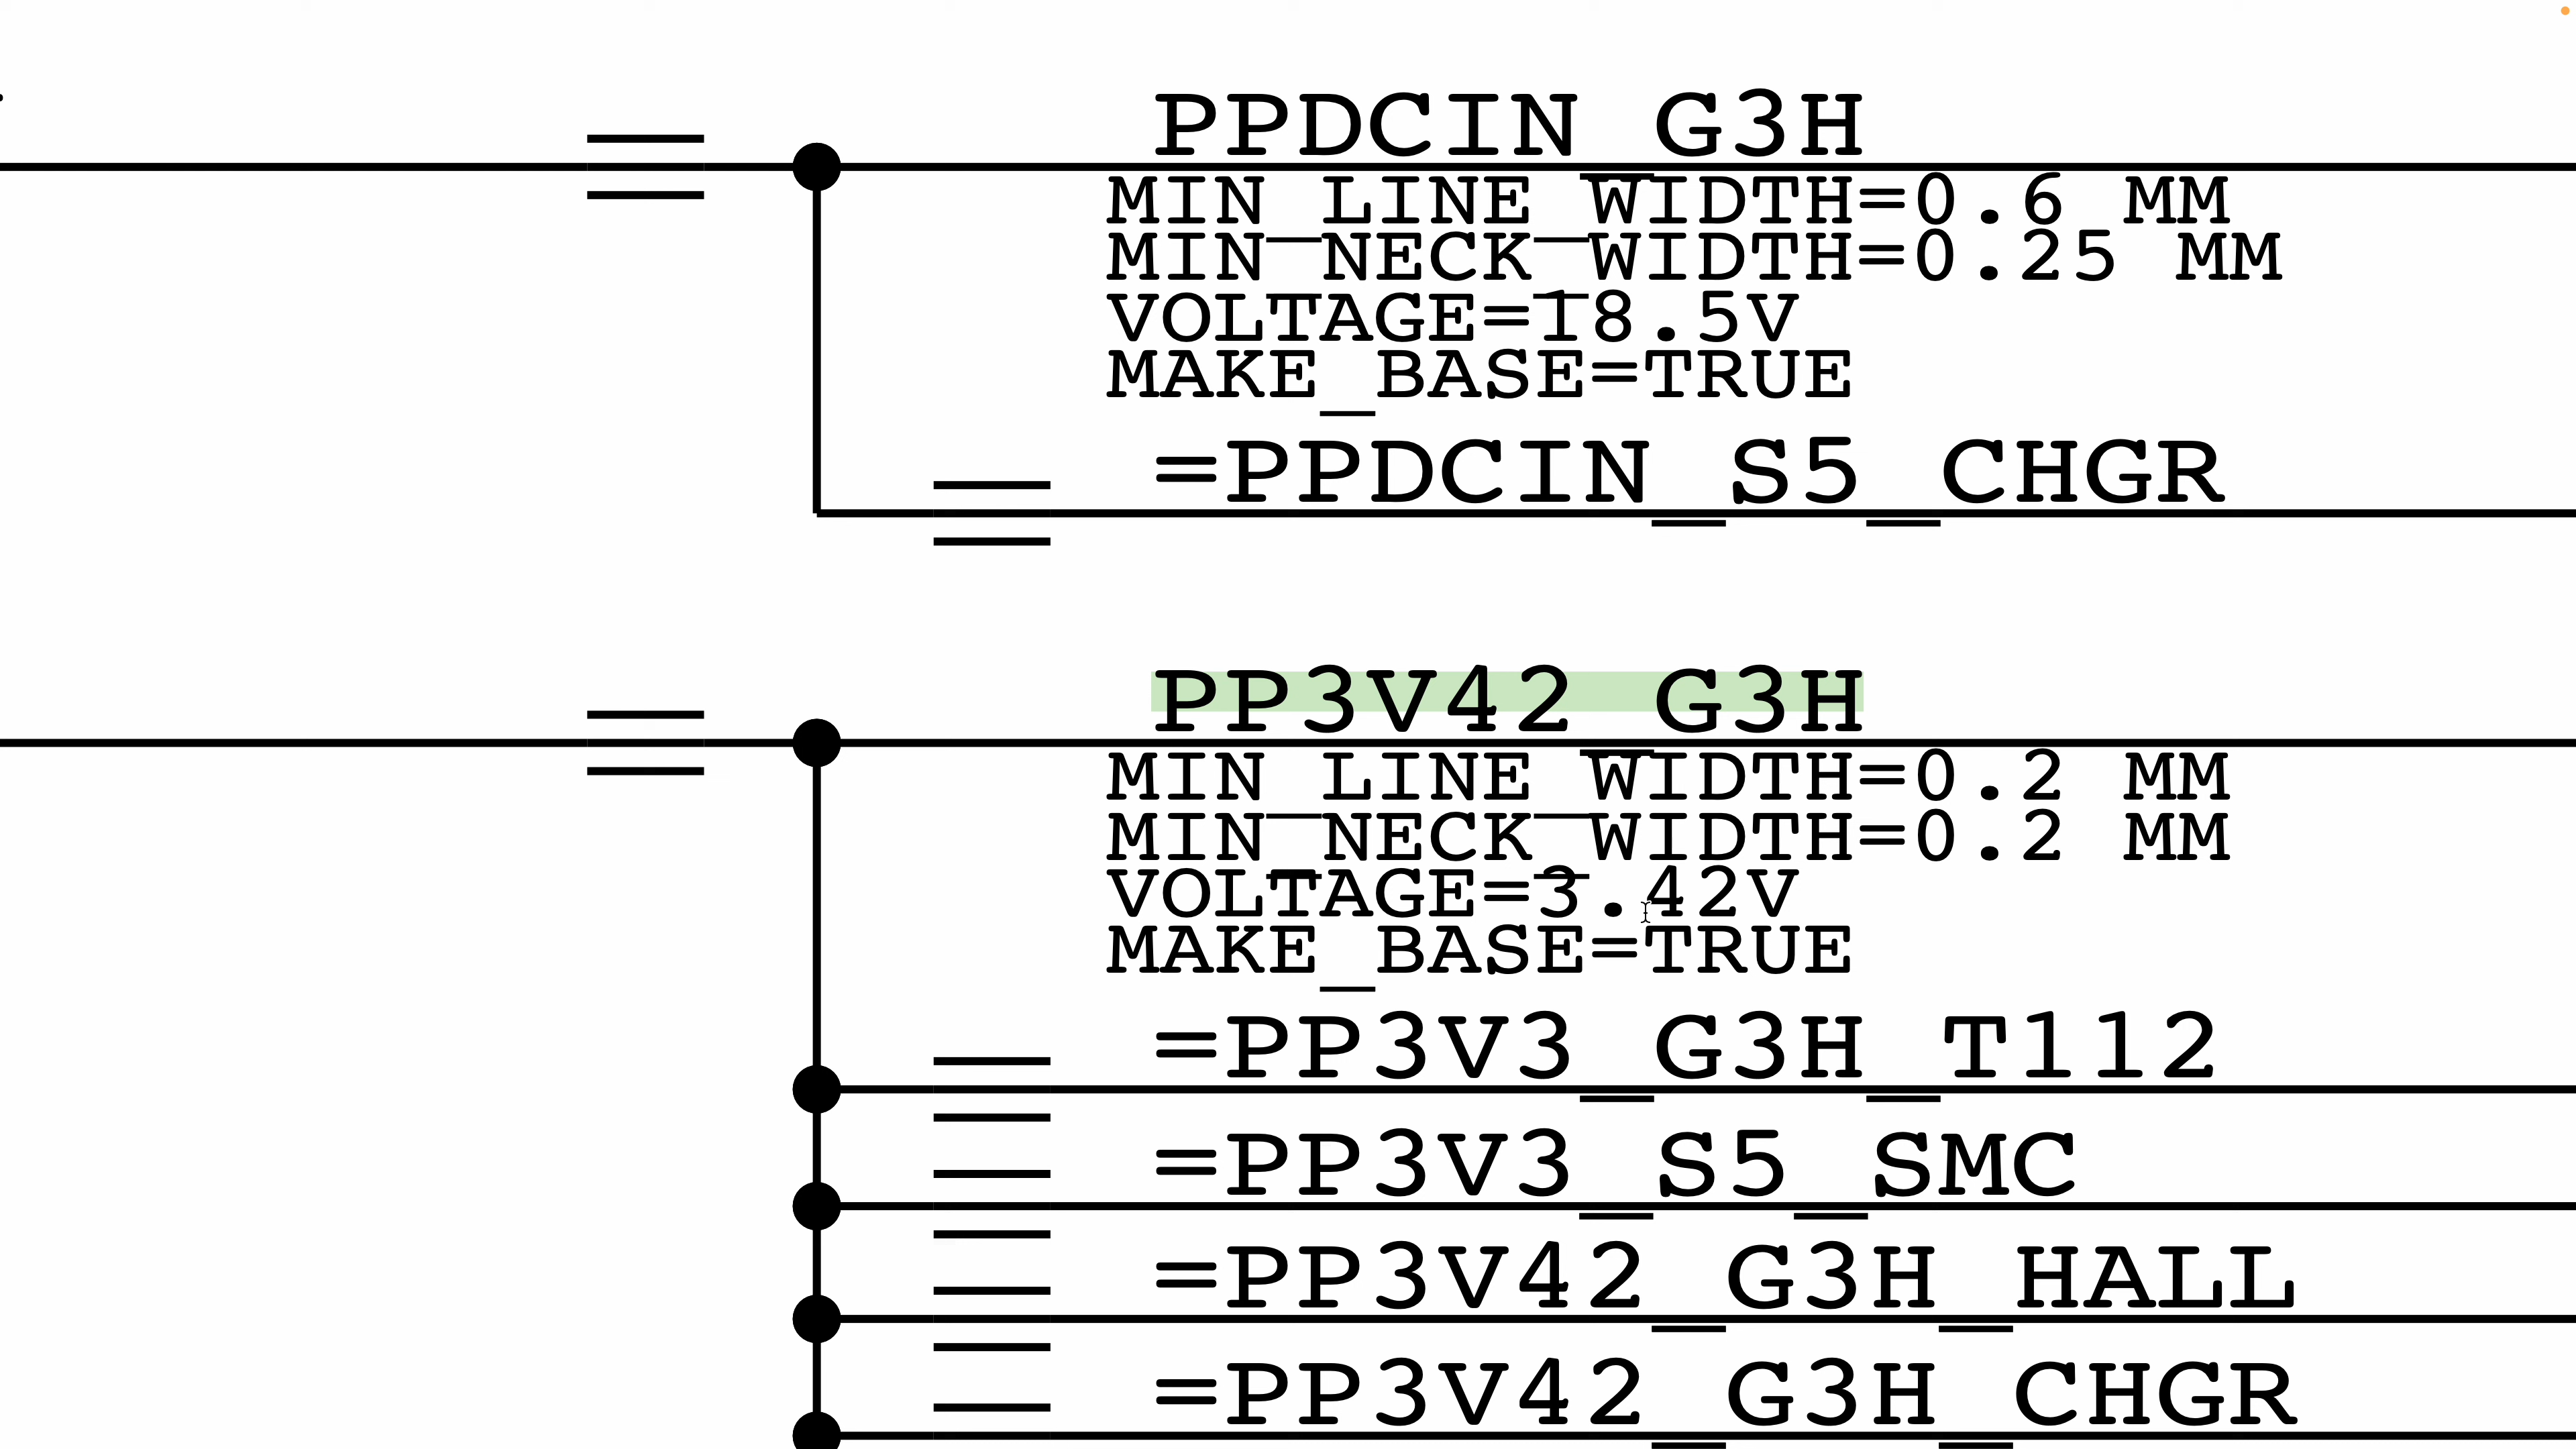 PPDCIN_G3H
MIN_LINE_WIDTH=0.6 MM
MIN_NECK_WIDTH=0.25 MM
VOLTAGE=18.5V
MAKE_BASE=TRUE
=PPDCIN_S5_CHGR
PP3V42_G3H
MIN_LINE_WIDTH=0.2 MM
MIN_NECK_WIDTH=0.2 MM
VOLTAGE=3.42V
MAKE_BASE=TRUE
=PP3V3_G3H_T112
=PP3V3_S5_SMC
=PP3V42_G3H_HALL
=PP3V42_G3H_CHGR